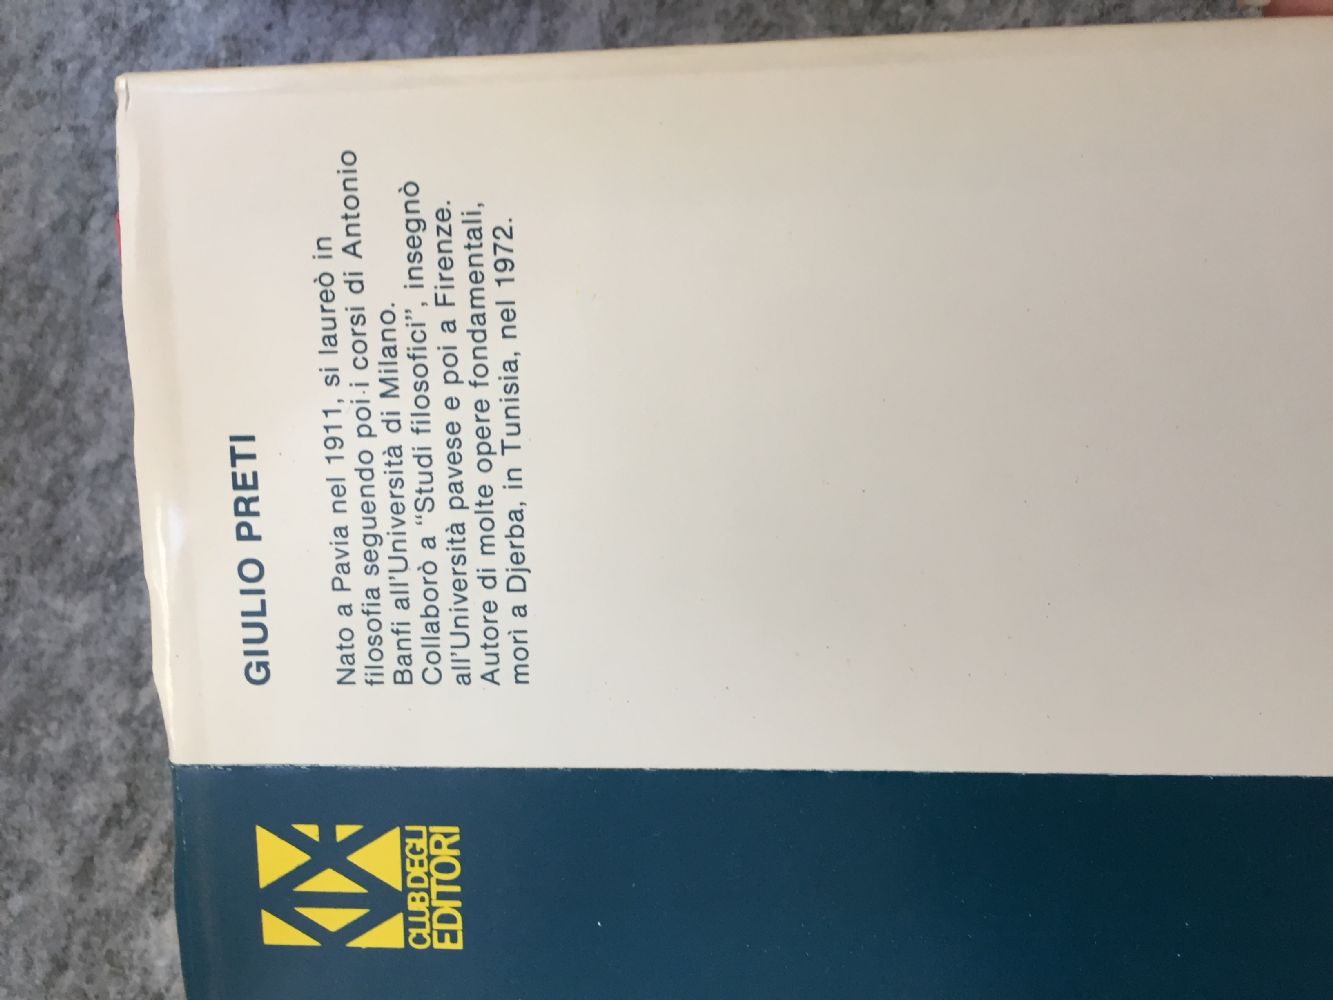 GIULIO PRETI
Nato a Pavia nel 1911, si laureò in
filosofia seguendo poi i corsi di Antonio
Banfi all'Università di Milano.
Collaborò a “Studi filosofici”, insegnò
all'Università pavese e poi a Firenze.
Autore di molte opere fondamentali,
morì a Djerba, in Tunisia, nel 1972.
CLUB DEGLI
EDITORI